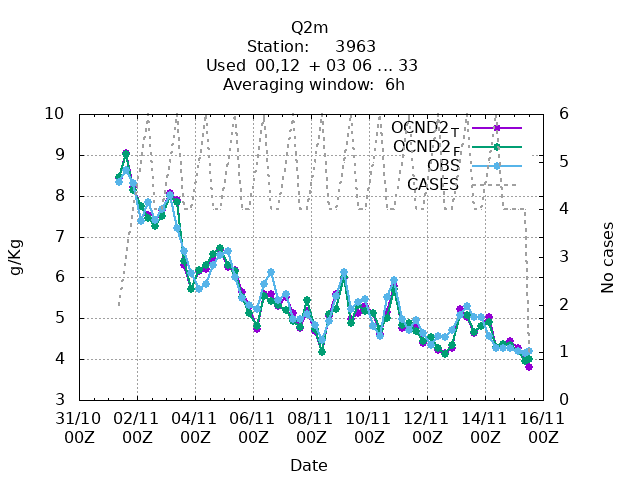 Q2m
Station: 3963
Used 00,12 + 03 06 ... 33
Averaging window: 6h
10
9
8
7
6
5
4
3
g/Kg
6
5
4
3
2
1
0
No cases
OCND2_T
OCND2_F
OBS
CASES
31/10 02/11 04/11 06/11 08/11 10/11 12/11 14/11 16/11
00Z 00Z 00Z 00Z 00Z 00Z 00Z 00Z 00Z
Date